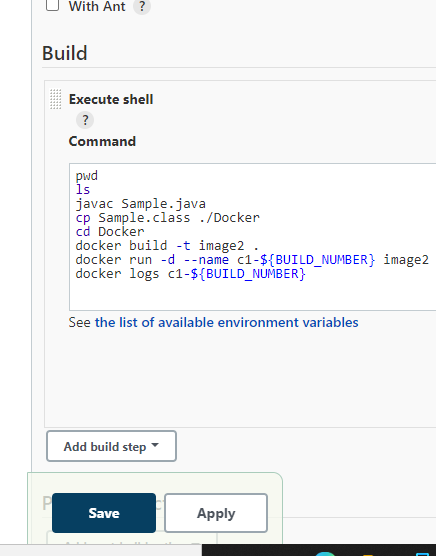 With Ant ?
Build
Execute shell
?
Command
pwd
ls
javac Sample.java
cp Sample.class ./Docker
cd Docker
docker build -t image2 .
docker run -d --name c1-${BUILD_NUMBER} image2
docker logs c1-${BUILD_NUMBER}
See the list of available environment variables
Add build step
Save
Apply